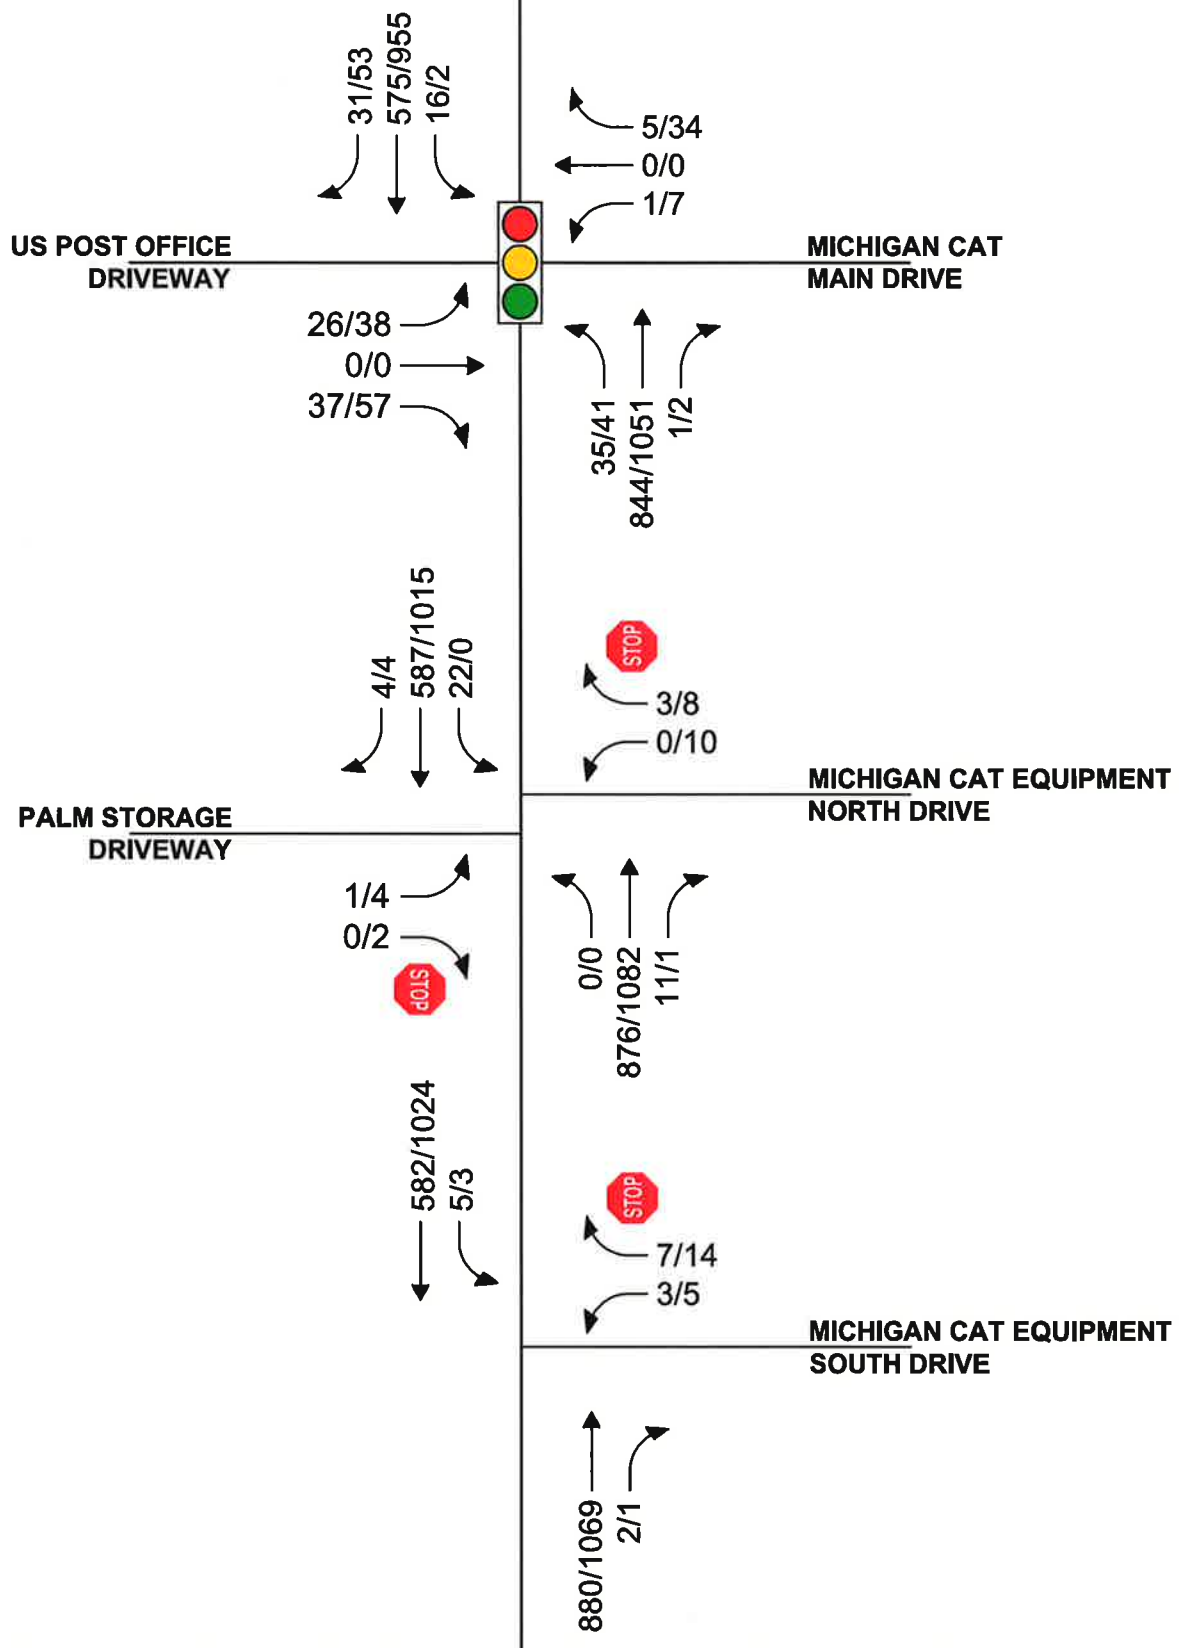 31/53
575/955
16/2
5/34
0/0
1/7
US POST OFFICE
DRIVEWAY
MICHIGAN CAT
MAIN DRIVE
26/38
0/0
37/57
35/41
844/1051
1/2
4/4
587/1015
22/0
STOP
3/8
0/10
MICHIGAN CAT EQUIPMENT
NORTH DRIVE
PALM STORAGE
DRIVEWAY
1/4
0/2
STOP
0/0
876/1082
11/1
582/1024
5/3
STOP
7/14
3/5
MICHIGAN CAT EQUIPMENT
SOUTH DRIVE
880/1069
2/1